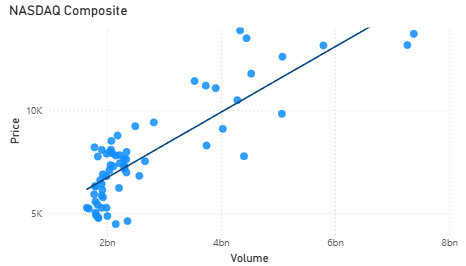 NASDAQ Composite
10K
5K
Price
2bn 4bn 6bn 8bn
Volume